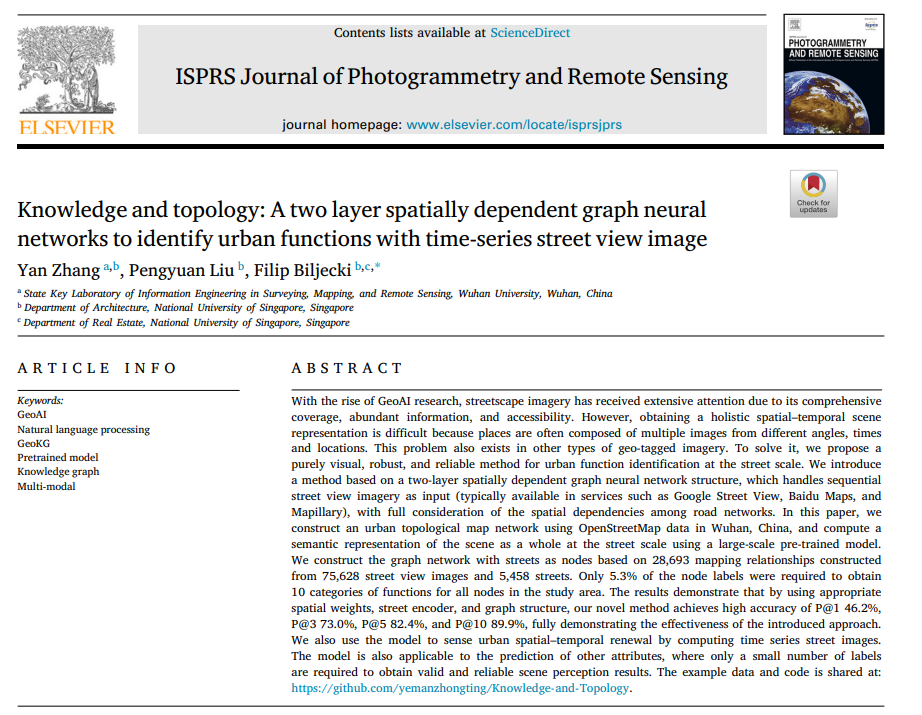 Contents lists available at ScienceDirect
ISPRS Journal of Photogrammetry and Remote Sensing
journal homepage: www.elsevier.com/locate/isprsjprs
ELSEVIER
PHOTOGRAMMETRY
AND REMOTE SENSING
Check for
updates
Knowledge and topology: A two layer spatially dependent graph neural
networks to identify urban functions with time-series street view image
Yan Zhang a,b, Pengyuan Liu b, Filip Biljecki b,c,*
a State Key Laboratory of Information Engineering in Surveying, Mapping, and Remote Sensing, Wuhan University, Wuhan, China
b Department of Architecture, National University of Singapore, Singapore
c Department of Real Estate, National University of Singapore, Singapore
ARTICLE INFO
Keywords:
GeoAI
Natural language processing
GeoKG
Pretrained model
Knowledge graph
Multi-modal
ABSTRACT
With the rise of GeoAI research, streetscape imagery has received extensive attention due to its comprehensive
coverage, abundant information, and accessibility. However, obtaining a holistic spatial–temporal scene
representation is difficult because places are often composed of multiple images from different angles, times
and locations. This problem also exists in other types of geo-tagged imagery. To solve it, we propose a
purely visual, robust, and reliable method for urban function identification at the street scale. We introduce
a method based on a two-layer spatially dependent graph neural network structure, which handles sequential
street view imagery as input (typically available in services such as Google Street View, Baidu Maps, and
Mapillary), with full consideration of the spatial dependencies among road networks. In this paper, we
construct an urban topological map network using OpenStreetMap data in Wuhan, China, and compute a
semantic representation of the scene as a whole at the street scale using a large-scale pre-trained model.
We construct the graph network with streets as nodes based on 28,693 mapping relationships constructed
from 75,628 street view images and 5,458 streets. Only 5.3% of the node labels were required to obtain
10 categories of functions for all nodes in the study area. The results demonstrate that by using appropriate
spatial weights, street encoder, and graph structure, our novel method achieves high accuracy of P@1 46.2%,
P@3 73.0%, P@5 82.4%, and P@10 89.9%, fully demonstrating the effectiveness of the introduced approach.
We also use the model to sense urban spatial–temporal renewal by computing time series street images.
The model is also applicable to the prediction of other attributes, where only a small number of labels
are required to obtain valid and reliable scene perception results. The example data and code is shared at:
https://github.com/yemanzhongting/Knowledge-and-Topology.